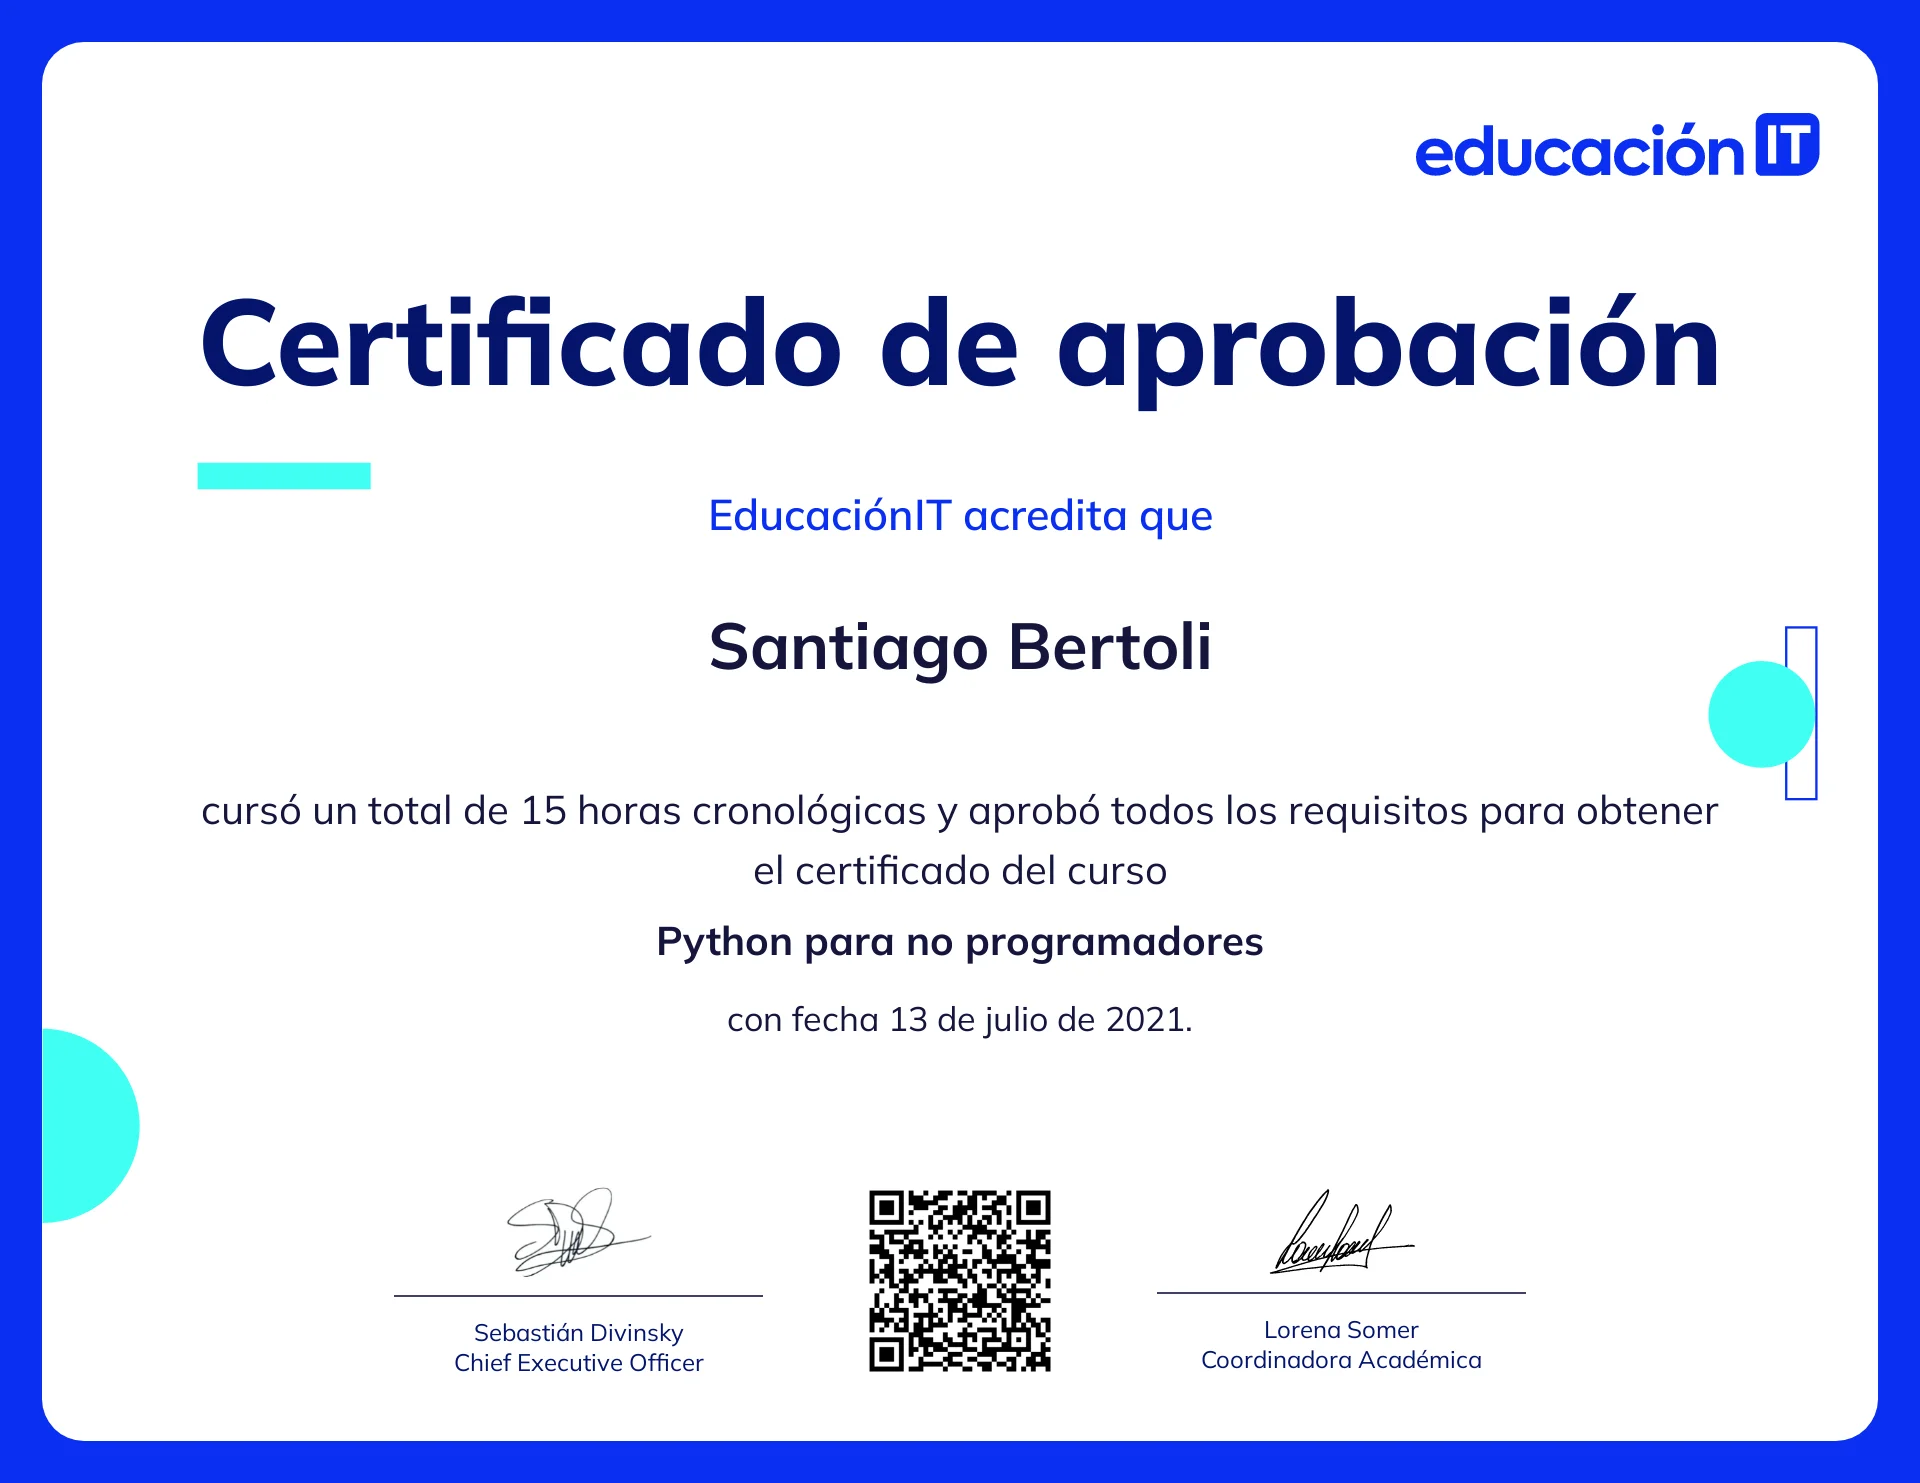 educación IT
Certificado de aprobación
EducaciónIT acredita que
Santiago Bertoli
cursó un total de 15 horas cronológicas y aprobó todos los requisitos para obtener
el certificado del curso
Python para no programadores
con fecha 13 de julio de 2021.
Sebastián Divinsky
Chief Executive Officer
Lorena Somer
Coordinadora Académica